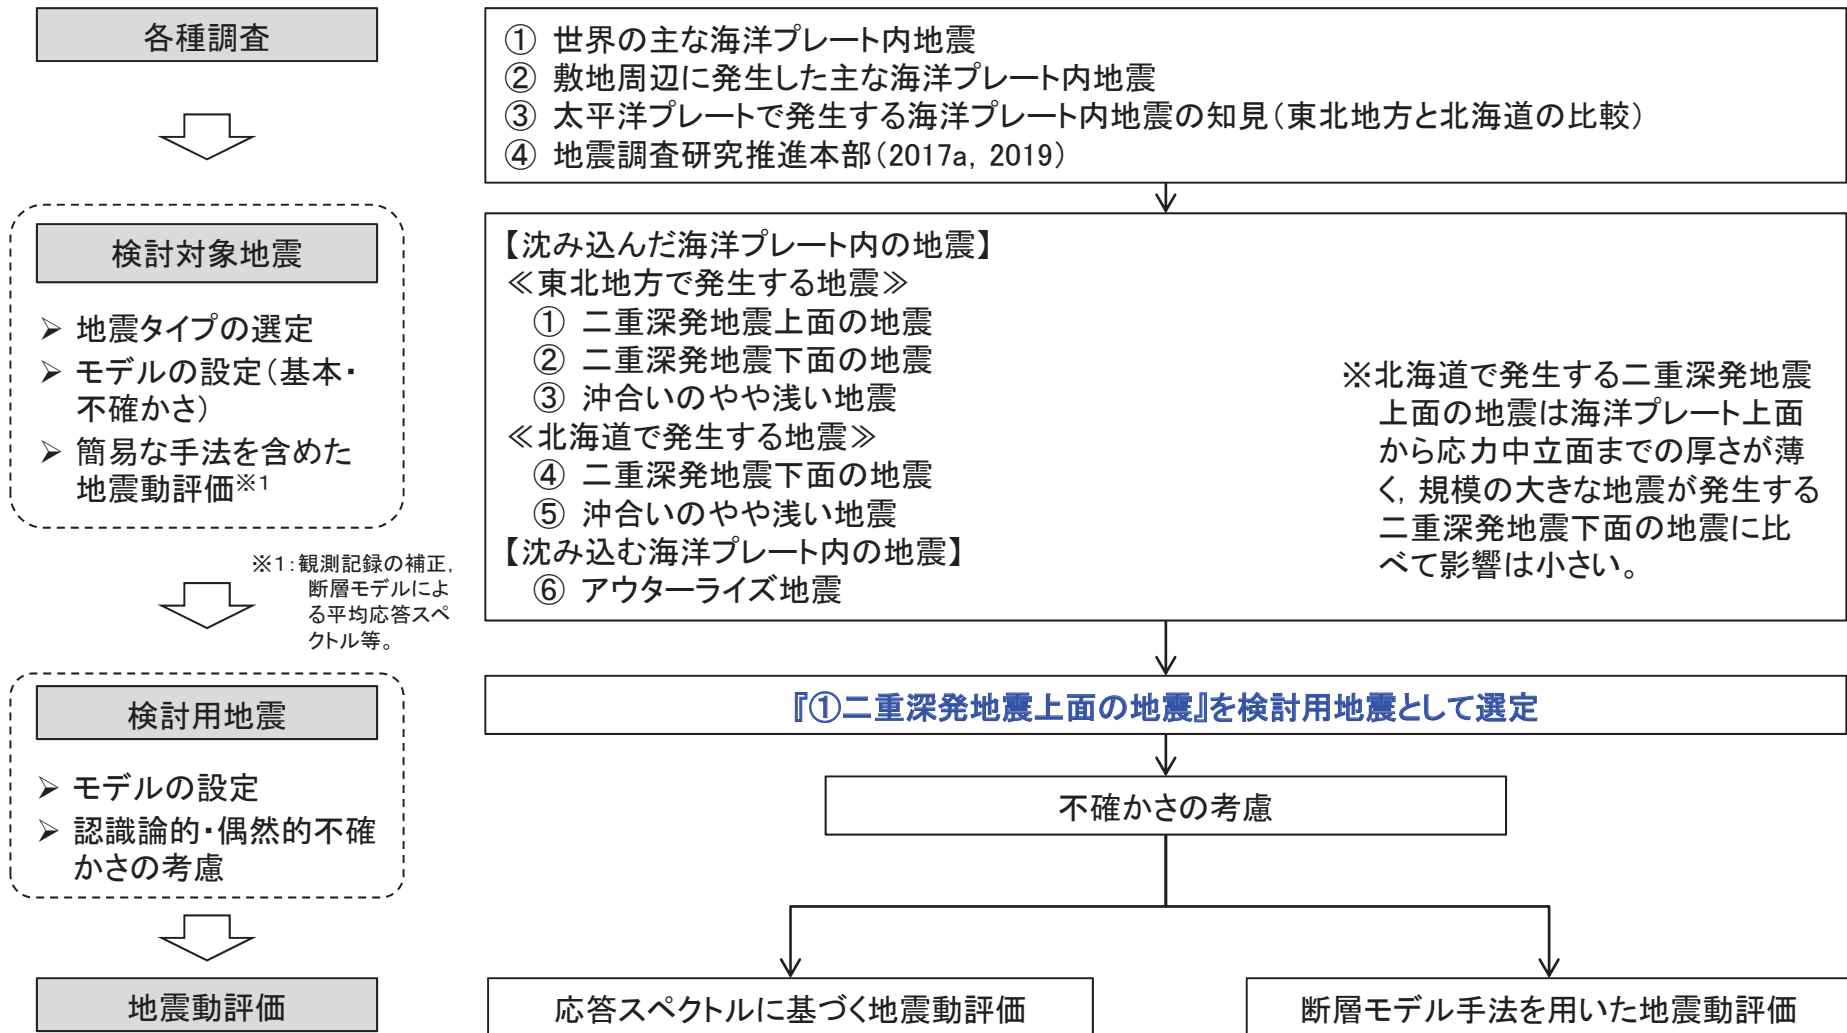 各種調査
① 世界の主な海洋プレート内地震
② 敷地周辺に発生した主な海洋プレート内地震
③ 太平洋プレートで発生する海洋プレート内地震の知見(東北地方と北海道の比較)
④ 地震調査研究推進本部(2017a, 2019)
検討対象地震
➢ 地震タイプの選定
➢ モデルの設定(基本・
不確かさ)
➢ 簡易な手法を含めた
地震動評価※1
※1:観測記録の補正,
断層モデルによ
る平均応答スペ
クトル等。
【沈み込んだ海洋プレート内の地震】
≪東北地方で発生する地震≫
① 二重深発地震上面の地震
② 二重深発地震下面の地震
③ 沖合いのやや浅い地震
≪北海道で発生する地震≫
④ 二重深発地震下面の地震
⑤ 沖合いのやや浅い地震
【沈み込む海洋プレート内の地震】
⑥ アウターライズ地震
※北海道で発生する二重深発地震
上面の地震は海洋プレート上面
から応力中立面までの厚さが薄
く, 規模の大きな地震が発生する
二重深発地震下面の地震に比
べて影響は小さい。
検討用地震
➢ モデルの設定
➢ 認識論的・偶然的不確
かさの考慮
『①二重深発地震上面の地震』を検討用地震として選定
不確かさの考慮
地震動評価
応答スペクトルに基づく地震動評価
断層モデル手法を用いた地震動評価